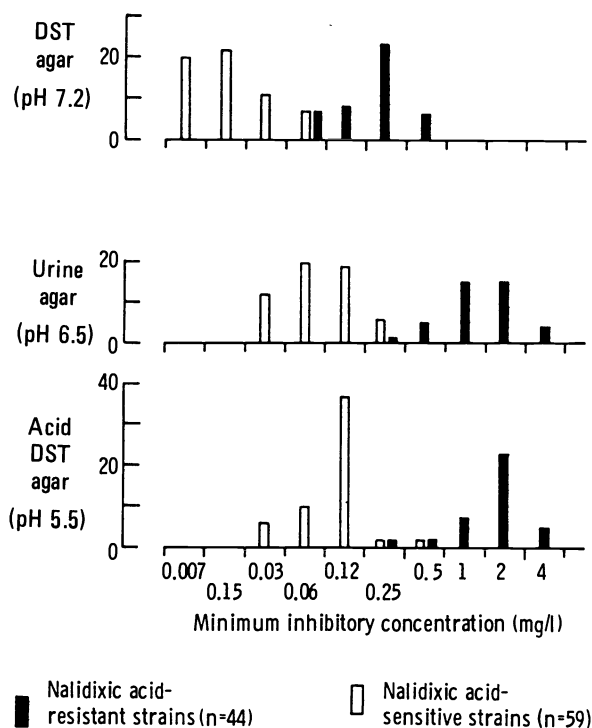 DST
agar
(pH 7.2)
20
0
Urine
agar
(pH 6.5)
20
0
Acid
DST
agar
(pH 5.5)
40
20
0
0.007 0.03 0.12 0.5 1 2 4
0.15 0.06 0.25
Minimum inhibitory concentration (mg/l)
Nalidixic acid-
resistant strains (n=44)
Nalidixic acid-
sensitive strains (n=59)